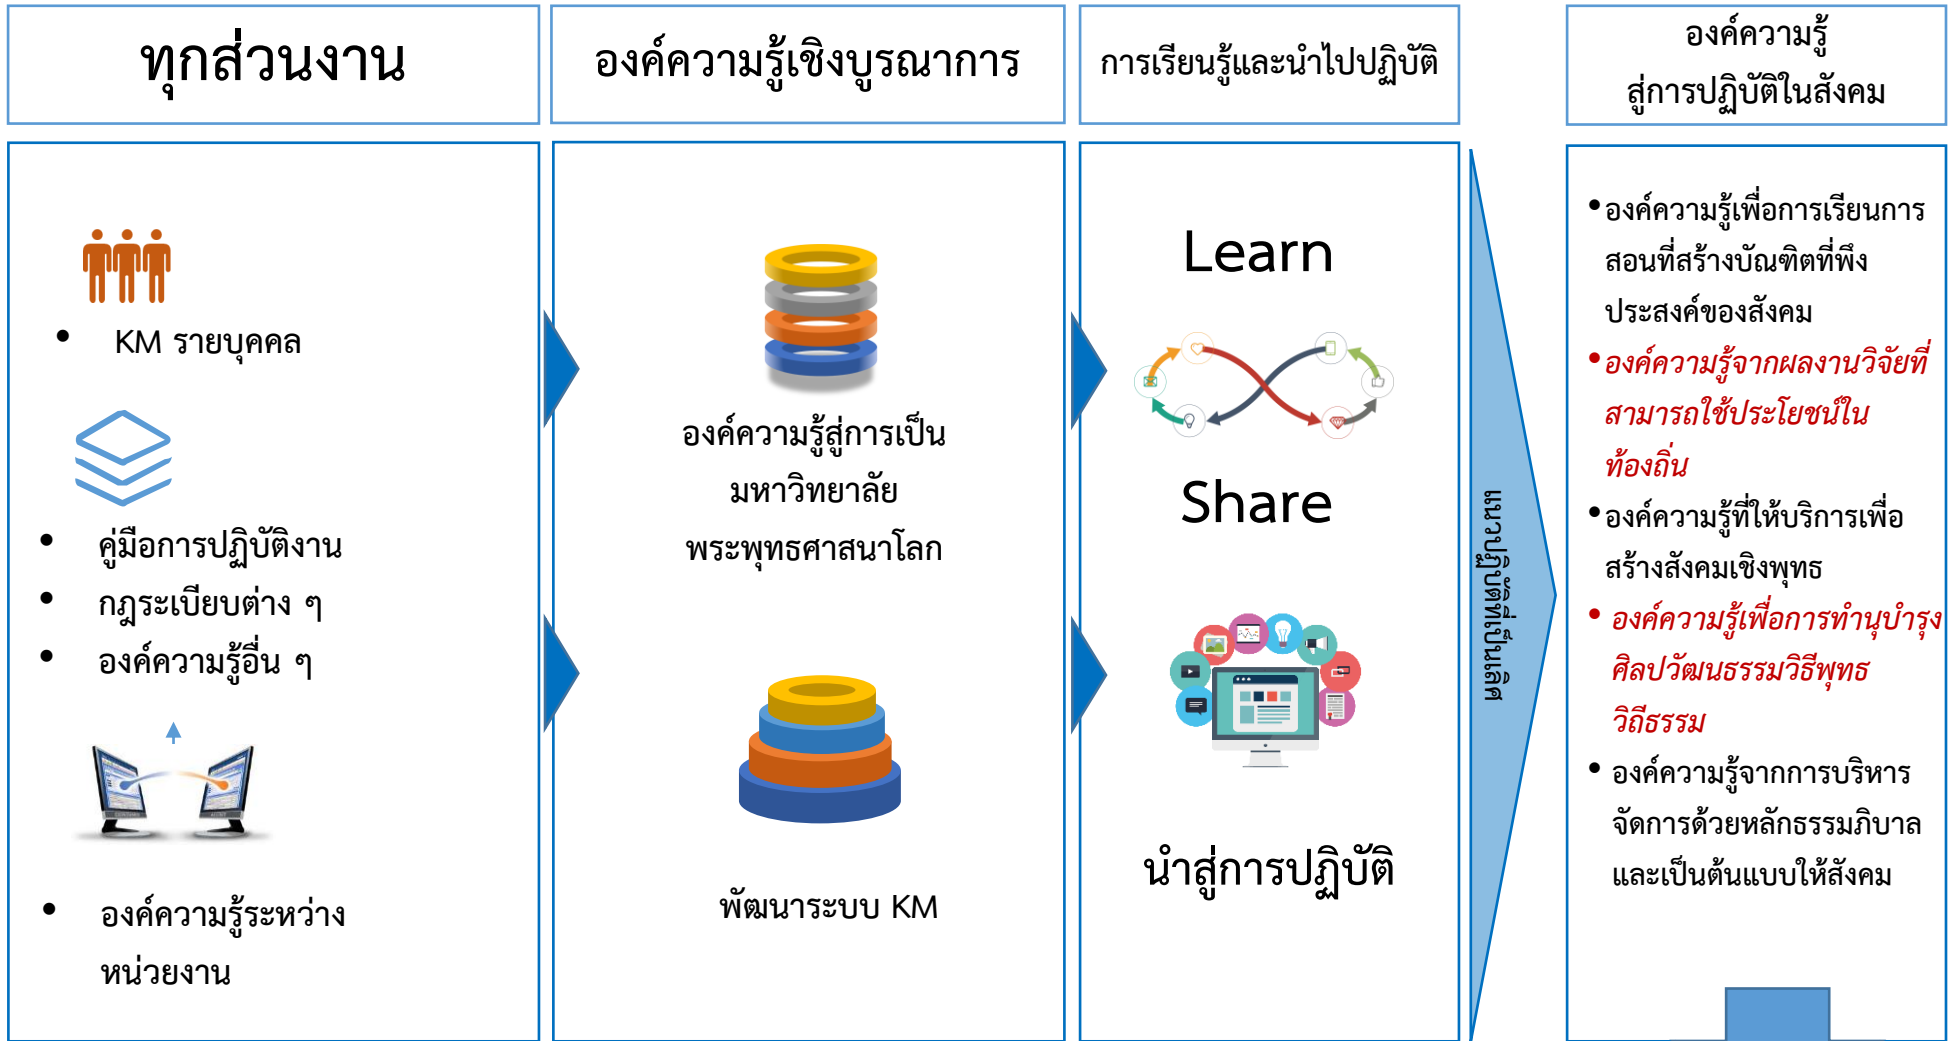 ทุกส่วนงาน
องค์ความรู้เชิงบูรณาการ
การเรียนรู้และนำไปปฏิบัติ
องค์ความรู้
สู่การปฏิบัติในสังคม
• KM รายบุคคล
• คู่มือการปฏิบัติงาน
• กฎระเบียบต่าง ๆ
• องค์ความรู้อื่น ๆ
• องค์ความรู้ระหว่าง
หน่วยงาน
องค์ความรู้สู่การเป็น
มหาวิทยาลัย
พระพุทธศาสนาโลก
พัฒนาระบบ KM
Learn
Share
นำสู่การปฏิบัติ
แนวปฏิบัติที่เป็นเลิศ
•องค์ความรู้เพื่อการเรียนการ
สอนที่สร้างบัณฑิตที่พึง
ประสงค์ของสังคม
•องค์ความรู้จากผลงานวิจัยที่
สามารถใช้ประโยชน์ใน
ท้องถิ่น
•องค์ความรู้ที่ให้บริการเพื่อ
สร้างสังคมเชิงพุทธ
• องค์ความรู้เพื่อการทำนุบำรุง
ศิลปวัฒนธรรมวิธีพุทธ
วิถีธรรม
• องค์ความรู้จากการบริหาร
จัดการด้วยหลักธรรมภิบาล
และเป็นต้นแบบให้สังคม